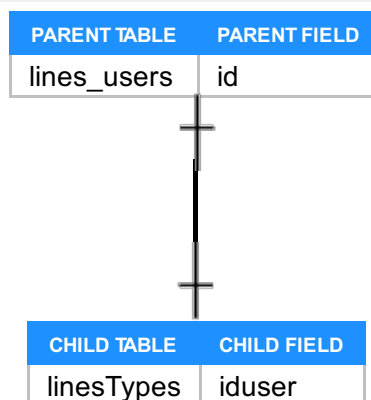 PARENT TABLE PARENT FIELD
lines_users id
CHILD TABLE CHILD FIELD
linesTypes iduser